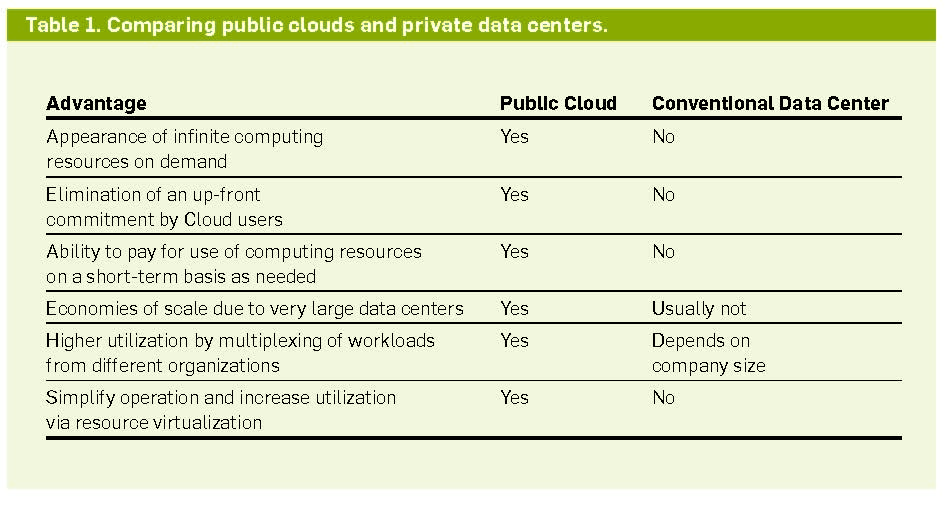 Table 1. Comparing public clouds and private data centers.
Advantage Public Cloud Conventional Data Center
Appearance of infinite computing Yes No
resources on demand
Elimination of an up-front Yes No
commitment by Cloud users
Ability to pay for use of computing resources Yes No
on a short-term basis as needed
Economies of scale due to very large data centers Yes Usually not
Higher utilization by multiplexing of workloads Yes Depends on
from different organizations company size
Simplify operation and increase utilization Yes No
via resource virtualization